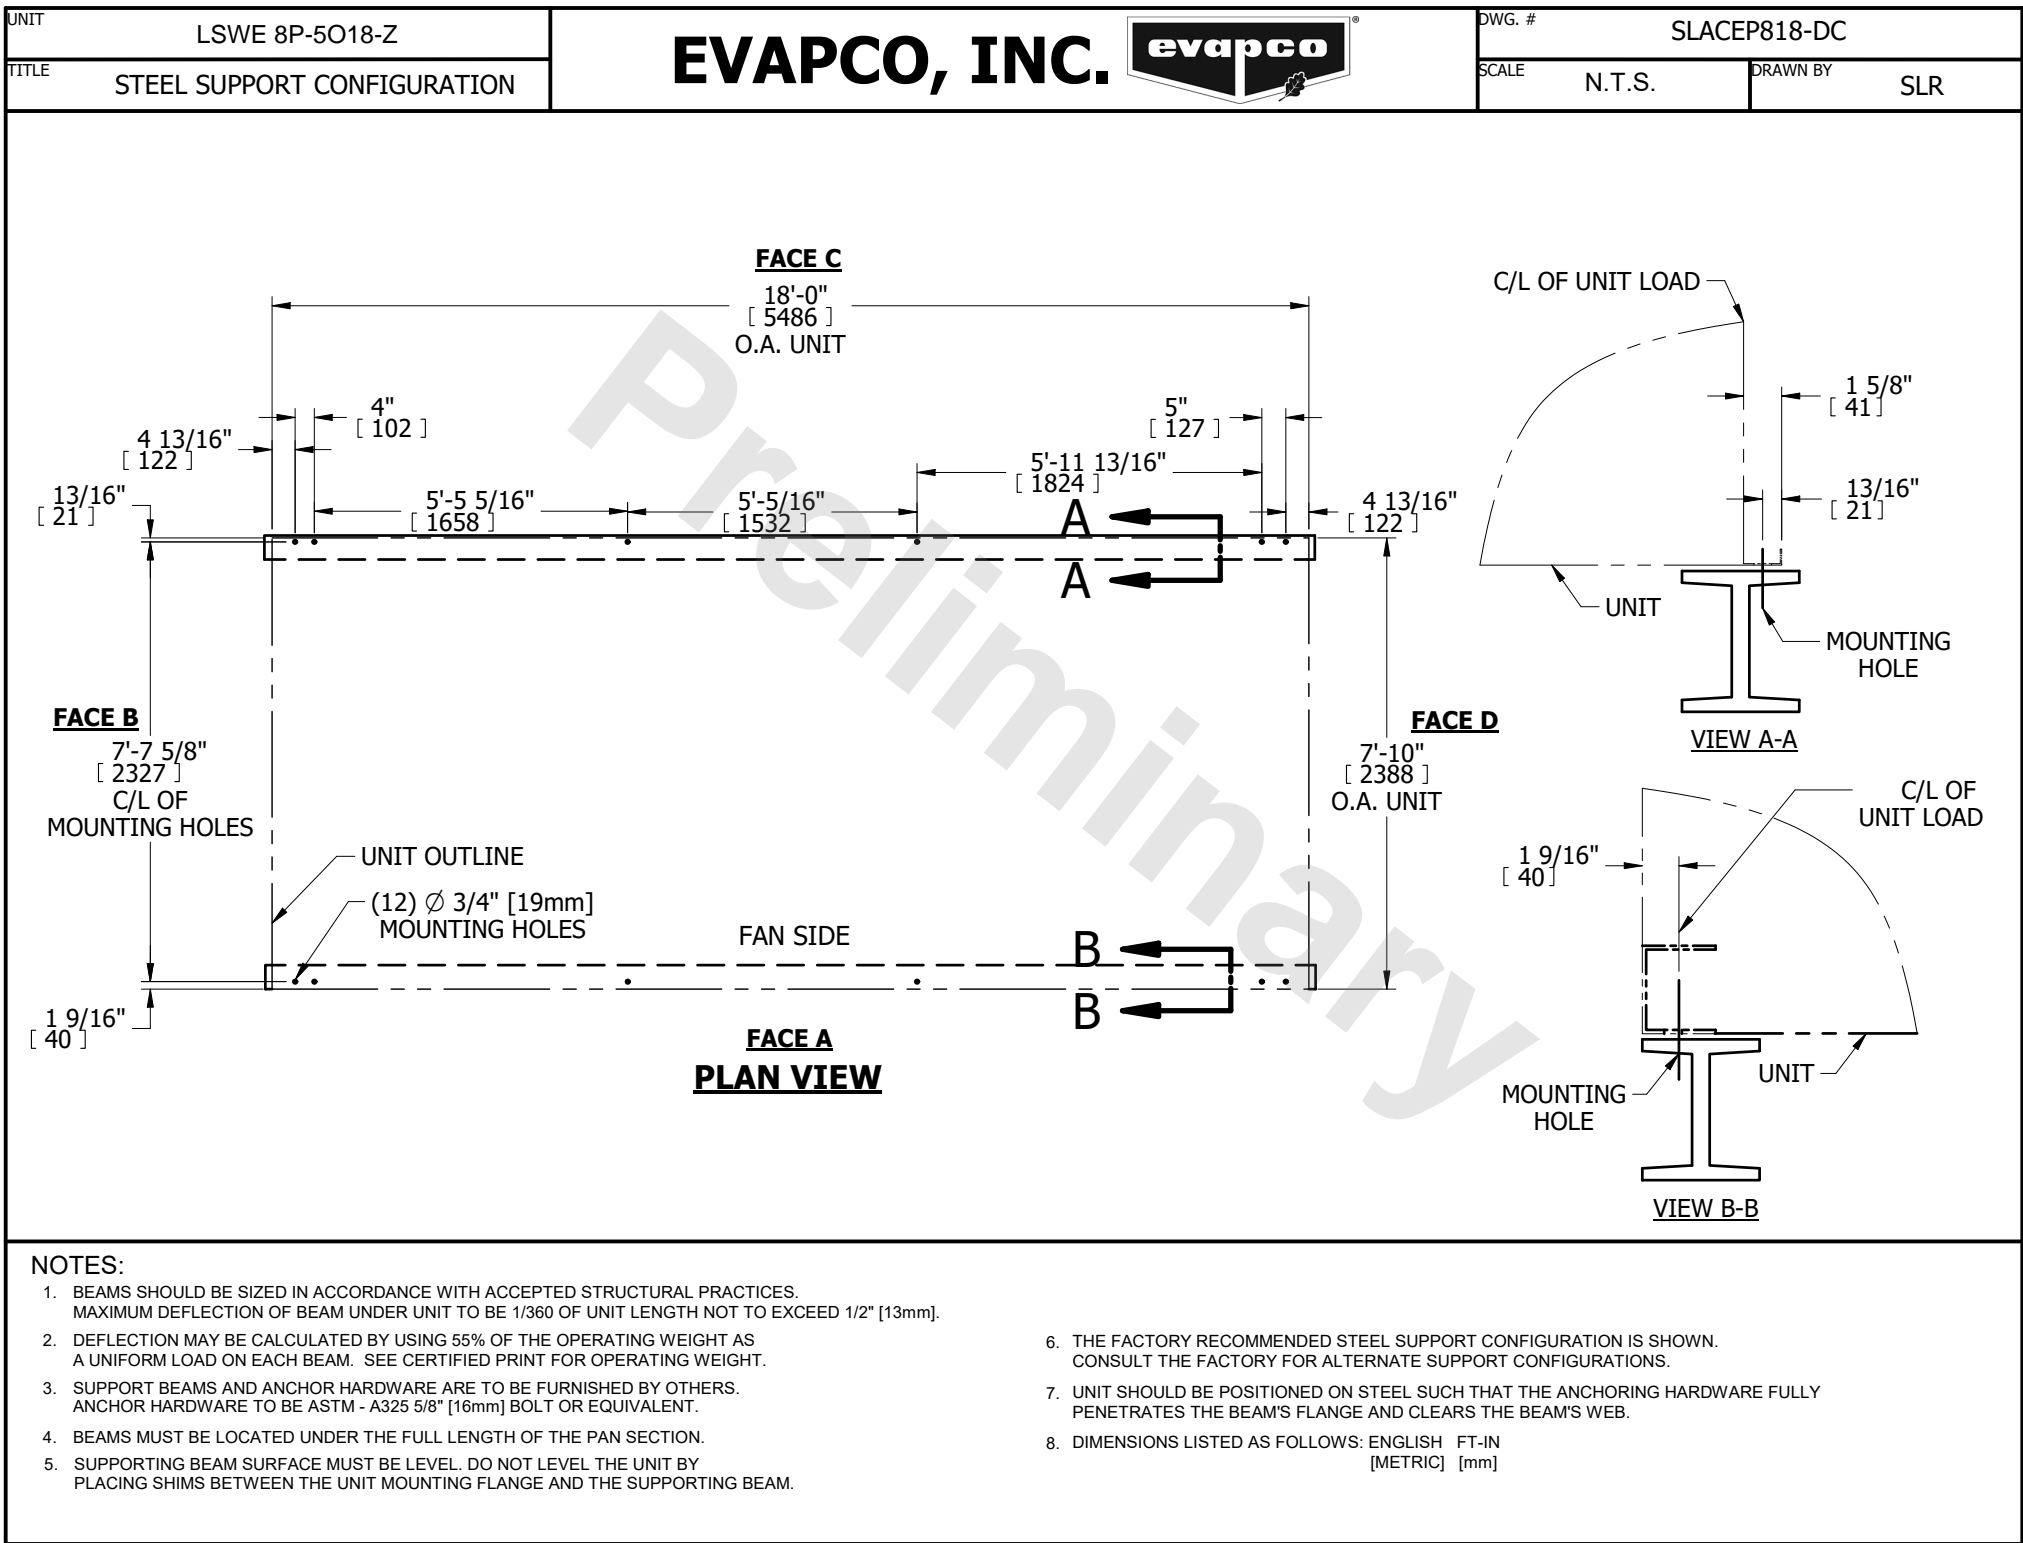 UNIT
LSWE 8P-5O18-Z
TITLE
STEEL SUPPORT CONFIGURATION
EVAPCO, INC.
evapco
®
DWG. #
SLACEP818-DC
SCALE
N.T.S.
DRAWN BY
SLR
FACE C
18'-0"
[ 5486 ]
O.A. UNIT
4"
[ 102 ]
4 13/16"
[ 122 ]
13/16"
[ 21 ]
5'-5 5/16"
[ 1658 ]
5'-5/16"
[ 1532 ]
5'-11 13/16"
[ 1824 ]
5"
[ 127 ]
4 13/16"
[ 122 ]
A
A
FACE B
7'-7 5/8"
[ 2327 ]
C/L OF
MOUNTING HOLES
FACE D
7'-10"
[ 2388 ]
O.A. UNIT
UNIT OUTLINE
(12) ∅ 3/4" [19mm]
MOUNTING HOLES
FAN SIDE
B
B
1 9/16"
[ 40 ]
FACE A
PLAN VIEW
Preliminary
C/L OF UNIT LOAD
1 5/8"
[ 41 ]
13/16"
[ 21 ]
UNIT
MOUNTING
HOLE
VIEW A-A
C/L OF
UNIT LOAD
1 9/16"
[ 40 ]
UNIT
MOUNTING
HOLE
VIEW B-B
NOTES:
1. BEAMS SHOULD BE SIZED IN ACCORDANCE WITH ACCEPTED STRUCTURAL PRACTICES.
MAXIMUM DEFLECTION OF BEAM UNDER UNIT TO BE 1/360 OF UNIT LENGTH NOT TO EXCEED 1/2" [13mm].
2. DEFLECTION MAY BE CALCULATED BY USING 55% OF THE OPERATING WEIGHT AS
A UNIFORM LOAD ON EACH BEAM. SEE CERTIFIED PRINT FOR OPERATING WEIGHT.
3. SUPPORT BEAMS AND ANCHOR HARDWARE ARE TO BE FURNISHED BY OTHERS.
ANCHOR HARDWARE TO BE ASTM - A325 5/8" [16mm] BOLT OR EQUIVALENT.
4. BEAMS MUST BE LOCATED UNDER THE FULL LENGTH OF THE PAN SECTION.
5. SUPPORTING BEAM SURFACE MUST BE LEVEL. DO NOT LEVEL THE UNIT BY
PLACING SHIMS BETWEEN THE UNIT MOUNTING FLANGE AND THE SUPPORTING BEAM.
6. THE FACTORY RECOMMENDED STEEL SUPPORT CONFIGURATION IS SHOWN.
CONSULT THE FACTORY FOR ALTERNATE SUPPORT CONFIGURATIONS.
7. UNIT SHOULD BE POSITIONED ON STEEL SUCH THAT THE ANCHORING HARDWARE FULLY
PENETRATES THE BEAM'S FLANGE AND CLEARS THE BEAM'S WEB.
8. DIMENSIONS LISTED AS FOLLOWS: ENGLISH FT-IN
[METRIC] [mm]